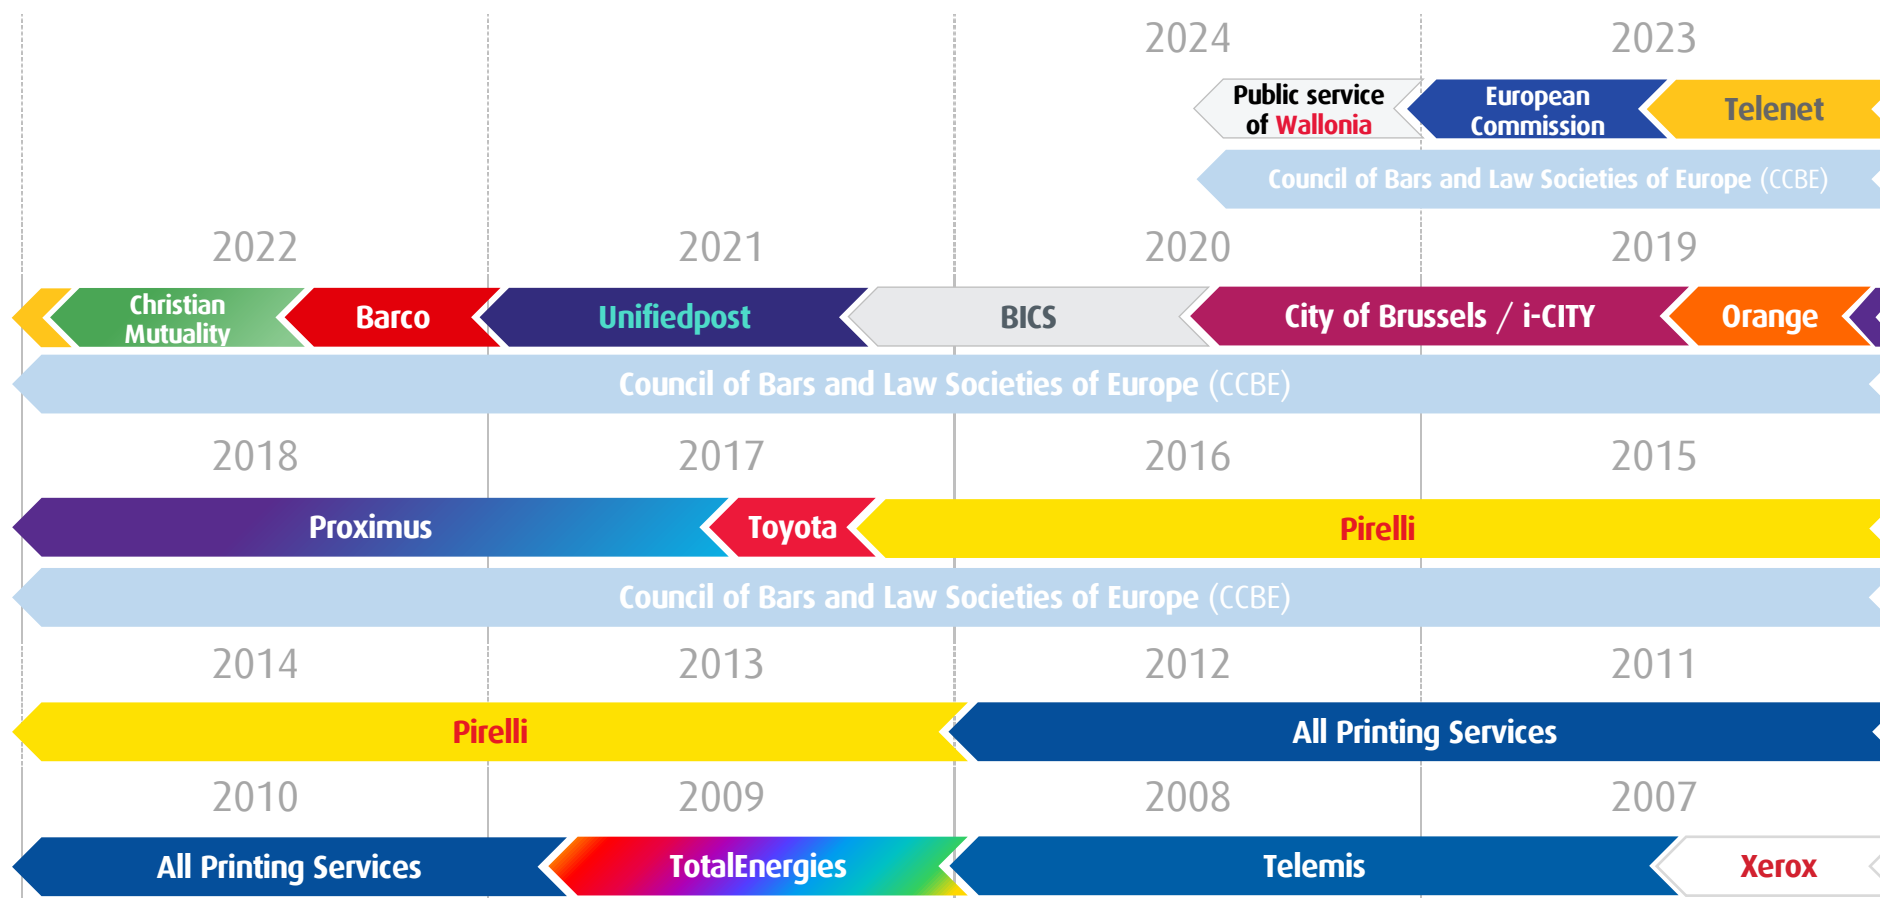 2024 2023
Public service
of Wallonia
European
Commission
Telenet
Council of Bars and Law Societies of Europe (CCBE)
2022 2021 2020 2019
Christian
Mutuality
Barco
Unifiedpost
BICS
City of Brussels / i-CITY
Orange
Council of Bars and Law Societies of Europe (CCBE)
2018 2017 2016 2015
Proximus
Toyota
Pirelli
Council of Bars and Law Societies of Europe (CCBE)
2014 2013 2012 2011
Pirelli
All Printing Services
2010 2009 2008 2007
All Printing Services
TotalEnergies
Telemis
Xerox